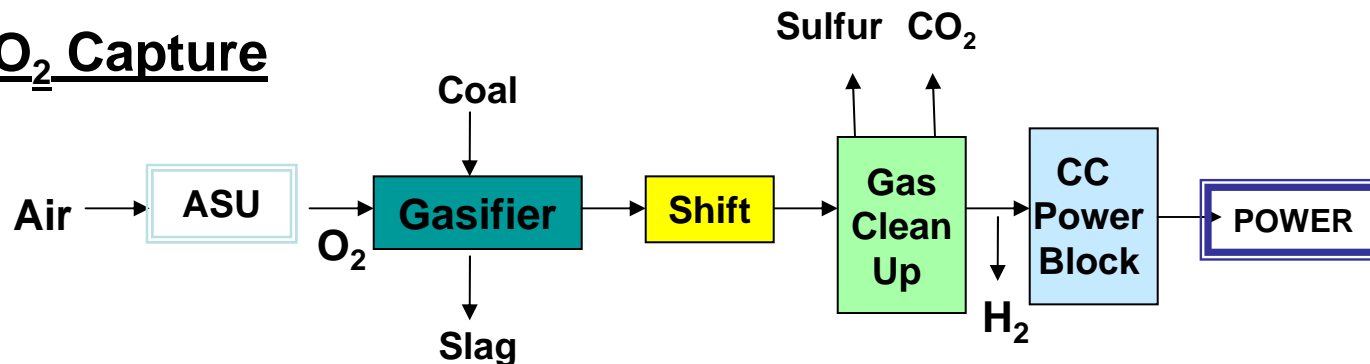 O₂ Capture
Sulfur CO₂
Coal
Air
ASU
O₂
Gasifier
Slag
Shift
Gas
Clean
Up
H₂
CC
Power
Block
POWER